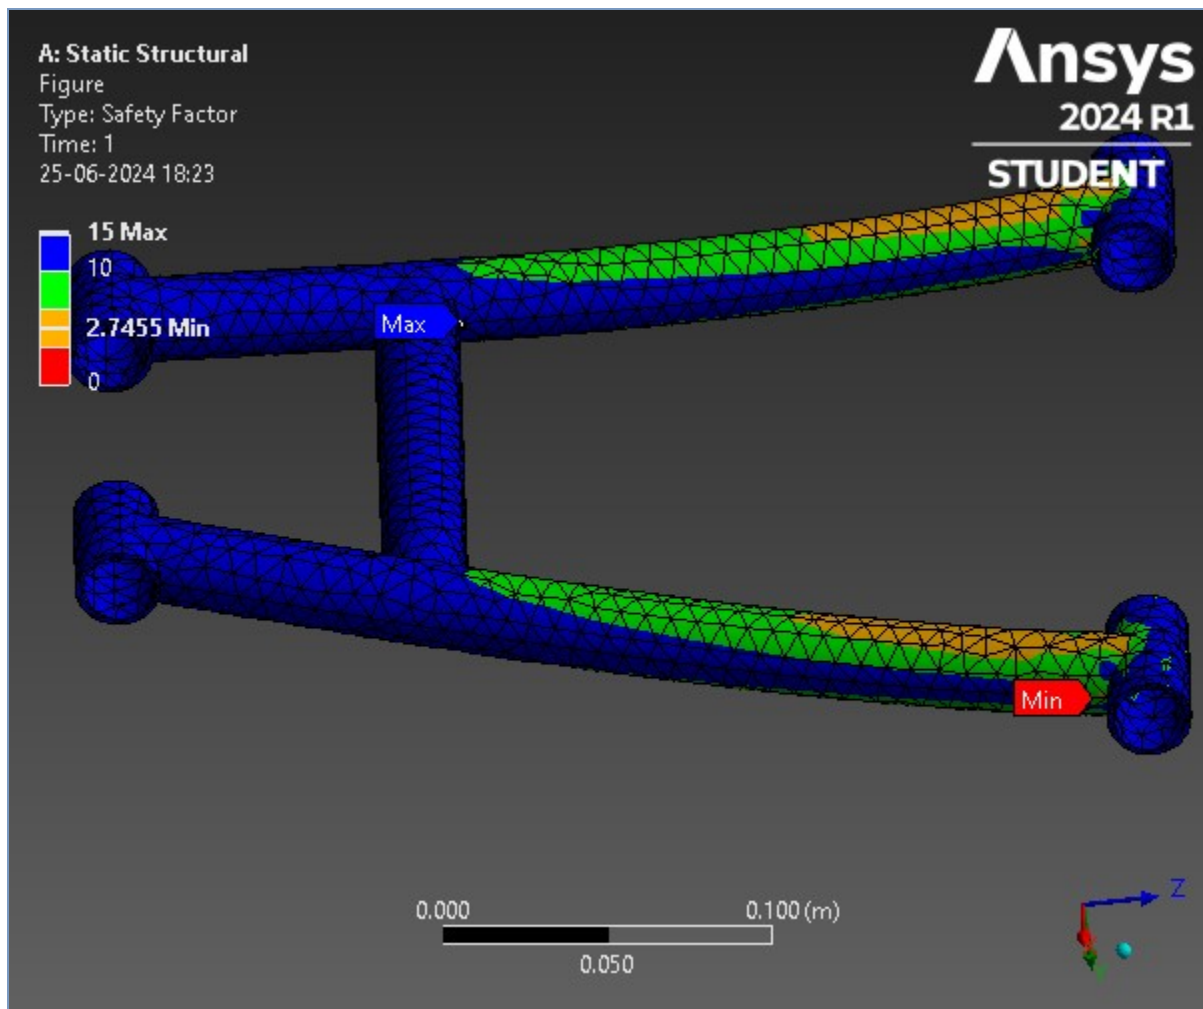 A: Static Structural
Figure
Type: Safety Factor
Time: 1
25-06-2024 18:23
Ansys
2024 R1
STUDENT
15 Max
10
2.7455 Min
0
Max
Min
0.000
0.100 (m)
0.050
Z